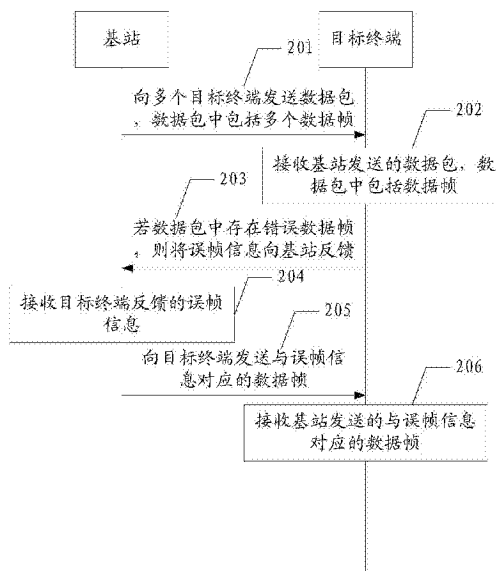 基站
目标终端
201
向多个目标终端发送数据包
，数据包中包括多个数据帧
202
接收基站发送的数据包，数
据包中包括数据帧
203
若数据包中存在错误数据帧
，则将误帧信息向基站反馈
204
接收目标终端反馈的误帧
信息
205
向目标终端发送与误帧信
息对应的数据帧
206
接收基站发送的与误帧信息
对应的数据帧